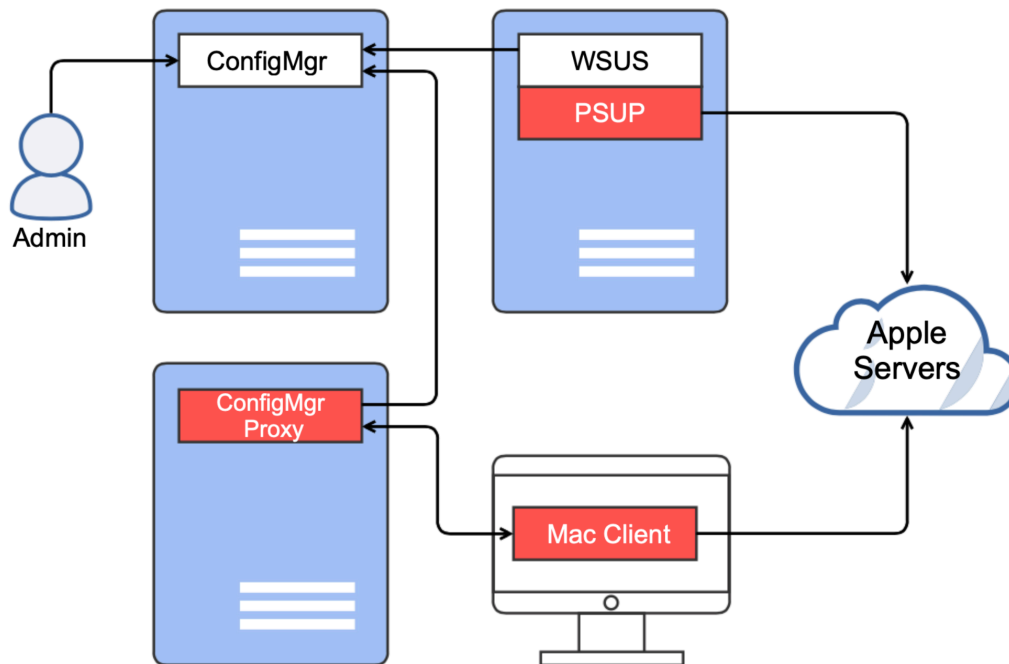 ConfigMgr
WSUS
PSUP
Admin
Apple
Servers
ConfigMgr
Proxy
Mac Client